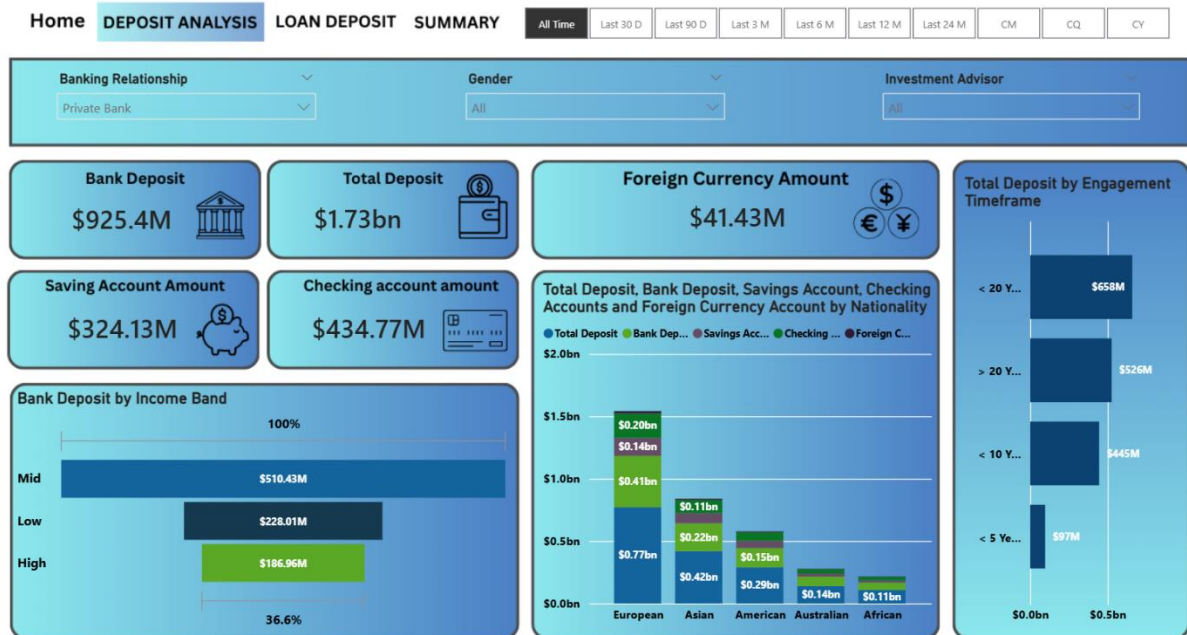 Home DEPOSIT ANALYSIS LOAN DEPOSIT SUMMARY
All Time Last 30 D Last 90 D Last 3 M Last 6 M Last 12 M Last 24 M CM CQ CY
Banking Relationship Gender Investment Advisor
Private Bank All All
Bank Deposit
$925.4M
Total Deposit
$1.73bn
Foreign Currency Amount
$41.43M
Saving Account Amount
$324.13M
Checking account amount
$434.77M
Bank Deposit by Income Band
100%
Mid $510.43M
Low $228.01M
High $186.96M
36.6%
Total Deposit, Bank Deposit, Savings Account, Checking
Accounts and Foreign Currency Account by Nationality
Total Deposit Bank Dep... Savings Acc... Checking ... Foreign C...
$2.0bn
$1.5bn
$1.0bn
$0.5bn
$0.0bn
$0.20bn
$0.14bn
$0.41bn
$0.77bn
$0.11bn
$0.22bn
$0.42bn
$0.15bn
$0.29bn
$0.14bn
$0.11bn
European Asian American Australian African
Total Deposit by Engagement
Timeframe
< 20 Y... $658M
> 20 Y... $526M
< 10 Y... $445M
< 5 Ye... $97M
$0.0bn $0.5bn